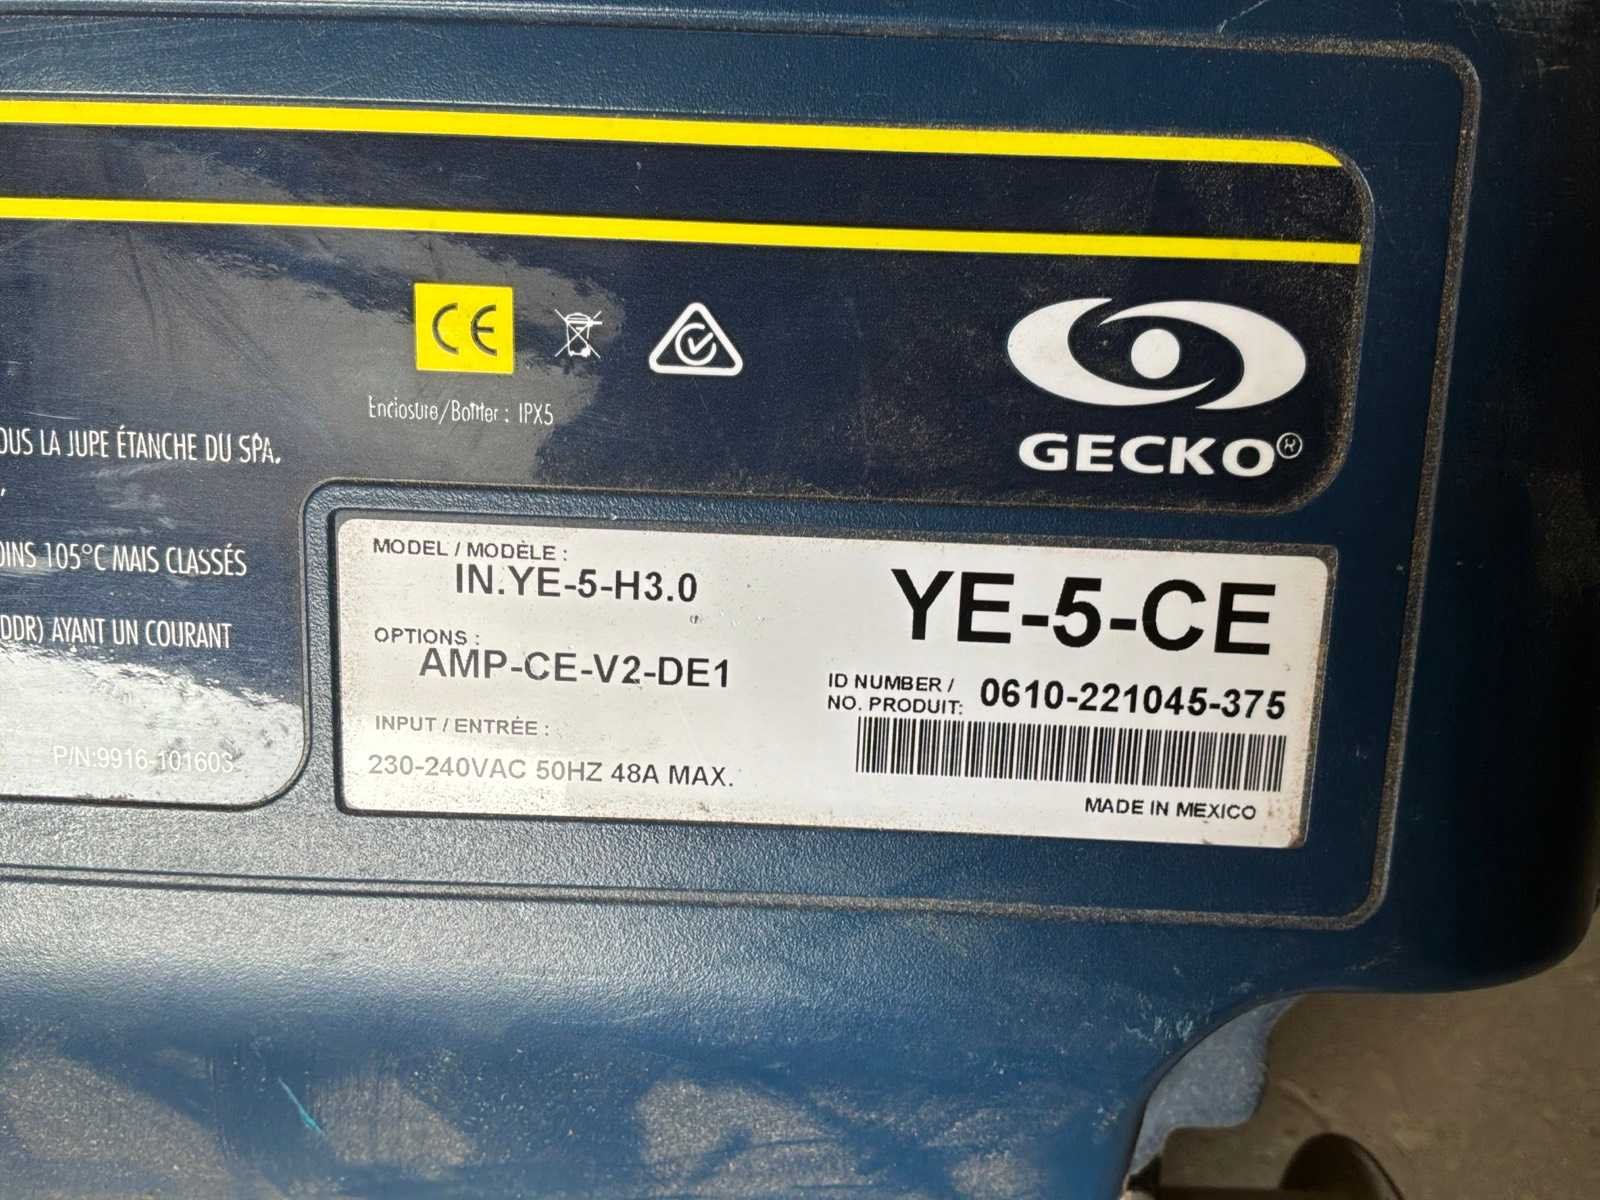 CE
Enclosure/Boîtier : IPX5
GECKO®
OUS LA JUPE ÉTANCHE DU SPA.
,
OINS 105°C MAIS CLASSÉS
DDR) AYANT UN COURANT
P/N:9916-101603
MODEL / MODÈLE :
IN.YE-5-H3.0
YE-5-CE
OPTIONS :
AMP-CE-V2-DE1
ID NUMBER /
NO. PRODUIT: 0610-221045-375
INPUT / ENTRÉE :
230-240VAC 50HZ 48A MAX.
MADE IN MEXICO